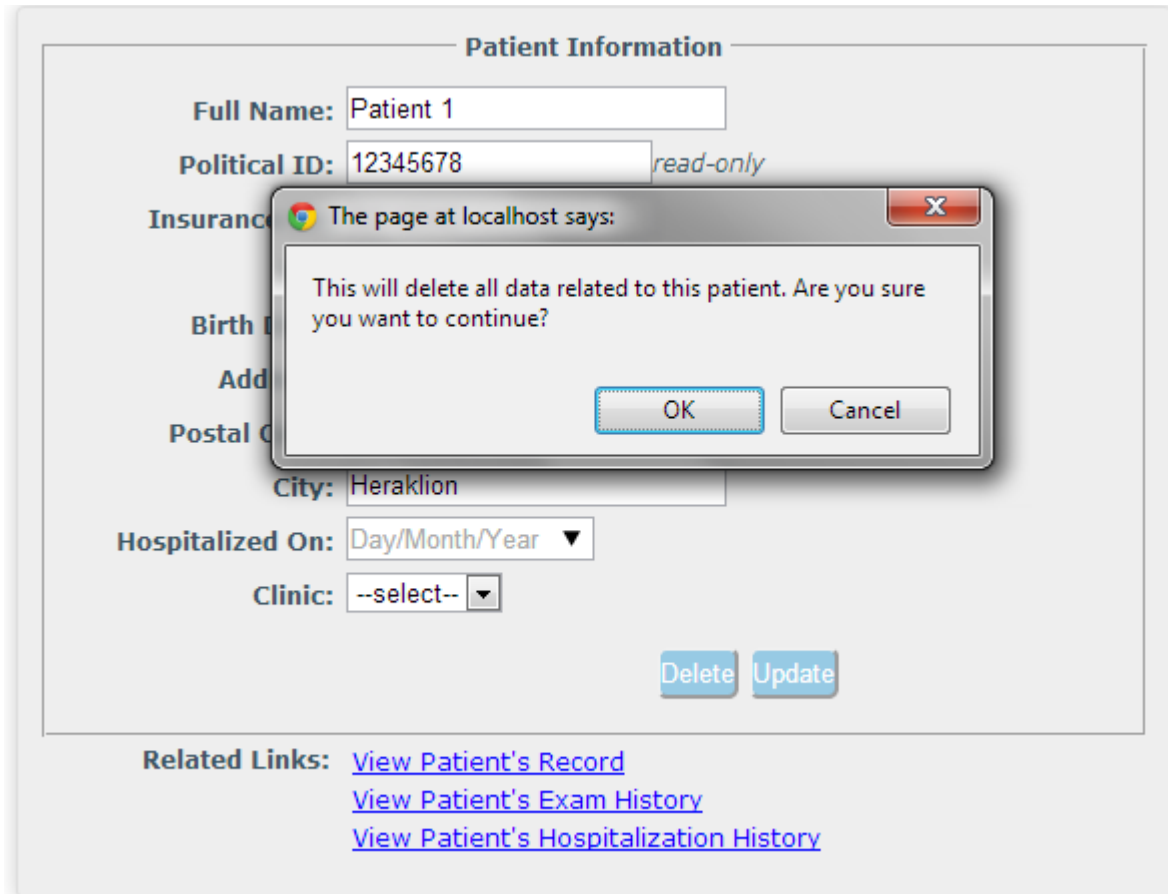 Patient Information
Full Name: Patient 1
Political ID: 12345678 read-only
Insurance
The page at localhost says:
This will delete all data related to this patient. Are you sure
you want to continue?
Birth
Postal
OK Cancel
City: Heraklion
Hospitalized On: Day/Month/Year
Clinic: --select--
Delete Update
Related Links: View Patient's Record
View Patient's Exam History
View Patient's Hospitalization History